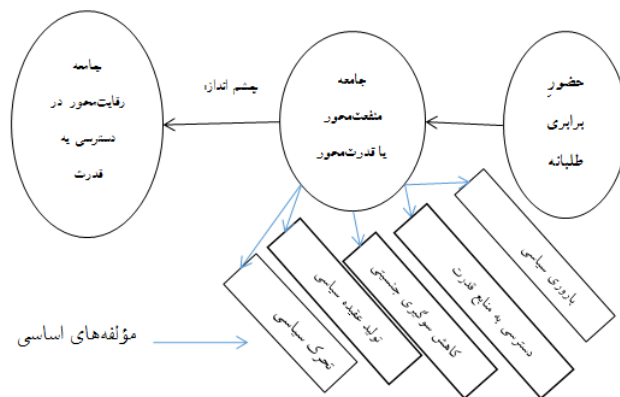 حضورِ
برابری
طلبانه
جامعه
منفعت‌محور
یا قدرت‌محور
چشم اندازه
جامعه
رقابت‌محور در
دسترسی به
قدرت
باروری سیاسی
دسترسی به منابع قدرت
کاهش سوگیری جنسیتی
تولید عقیده سیاسی
تحرک سیاسی
مؤلفه‌های اساسی